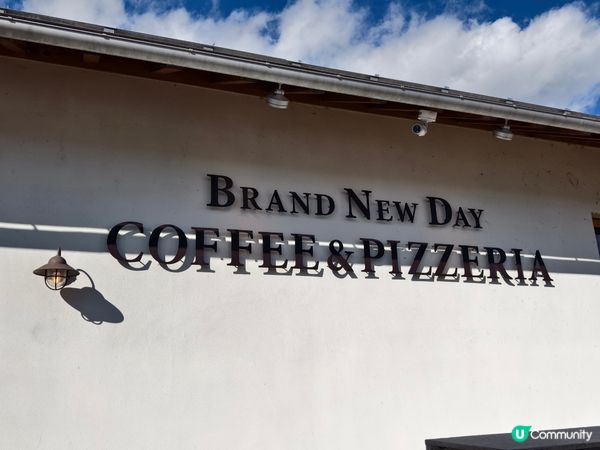 BRAND NEW DAY
COFFEE & PIZZERIA
U Community